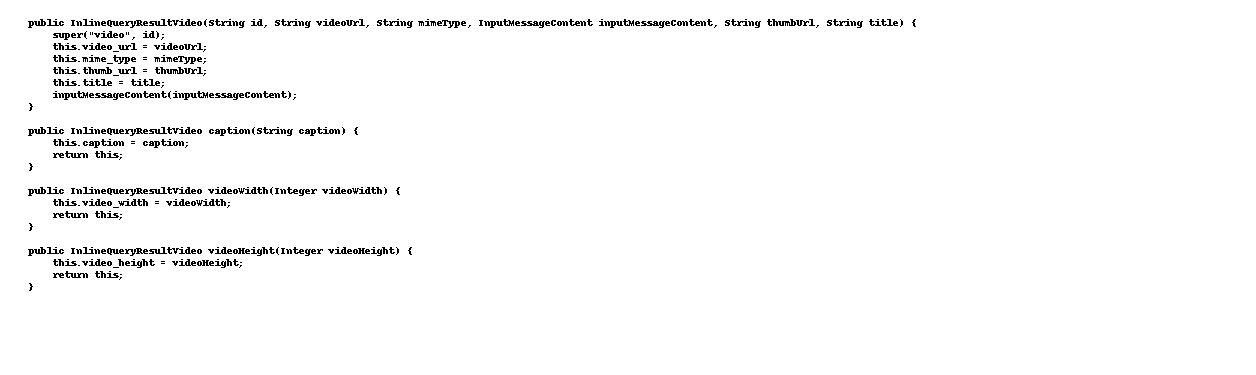 public InlineQueryResultVideo(String id, String videoUrl, String mimeType, InputMessageContent inputMessageContent, String thumbUrl, String title) {
    super("video", id);
    this.video_url = videoUrl;
    this.mime_type = mimeType;
    this.thumb_url = thumbUrl;
    this.title = title;
    inputMessageContent(inputMessageContent);
}

public InlineQueryResultVideo caption(String caption) {
    this.caption = caption;
    return this;
}

public InlineQueryResultVideo videoWidth(Integer videoWidth) {
    this.video_width = videoWidth;
    return this;
}

public InlineQueryResultVideo videoHeight(Integer videoHeight) {
    this.video_height = videoHeight;
    return this;
}